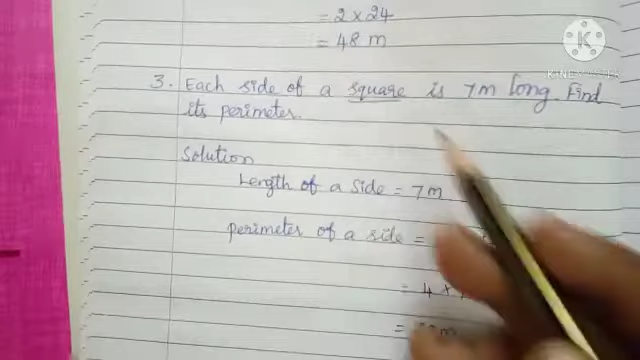 = 2 × 24
= 48 m
3. Each side of a square is 7m long. Find
its perimeter.
Solution
Length of a side = 7m
perimeter of a side =
= 4 ×
= m
KINEMASTER